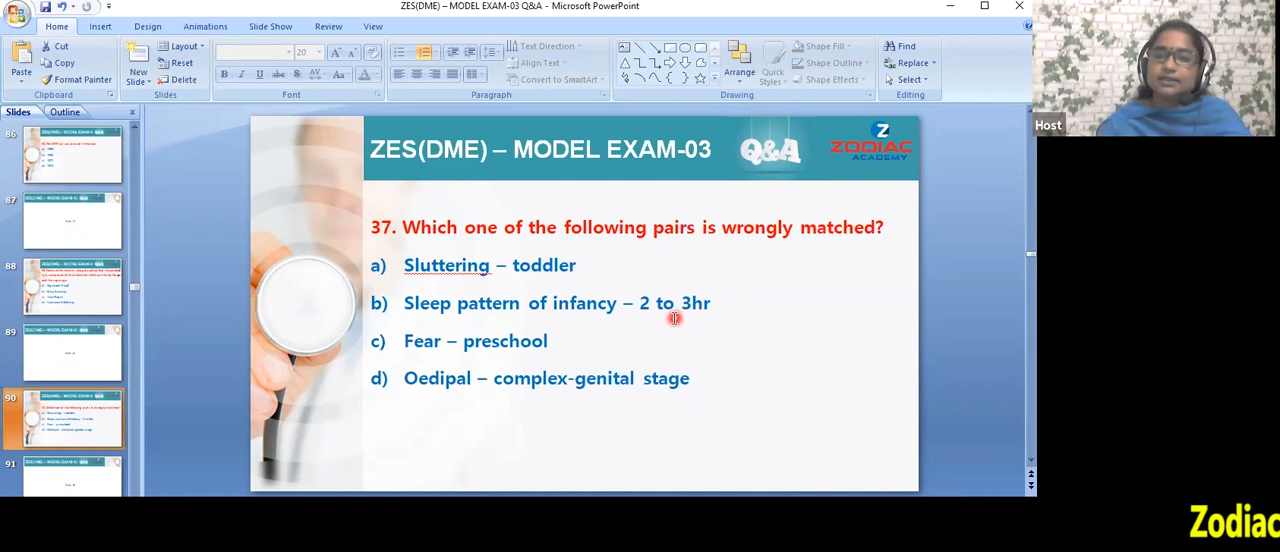 ZES(DME) – MODEL EXAM-03 Q&A - Microsoft PowerPoint
Home Insert Design Animations Slide Show Review View
Cut
Copy
Format Painter
Paste
Clipboard
New Slide
Layout
Reset
Delete
Slides
20
Font
Paragraph
Text Direction
Align Text
Convert to SmartArt
Arrange
Quick Styles
Shape Fill
Shape Outline
Shape Effects
Drawing
Find
Replace
Select
Editing
Host
Slides Outline
86
87
88
89
90
91
ZES(DME) – MODEL EXAM-03 Q&A
Z
ZODIAC
ACADEMY
37. Which one of the following pairs is wrongly matched?
a) Sluttering – toddler
b) Sleep pattern of infancy – 2 to 3hr
c) Fear – preschool
d) Oedipal – complex-genital stage
Zodiac